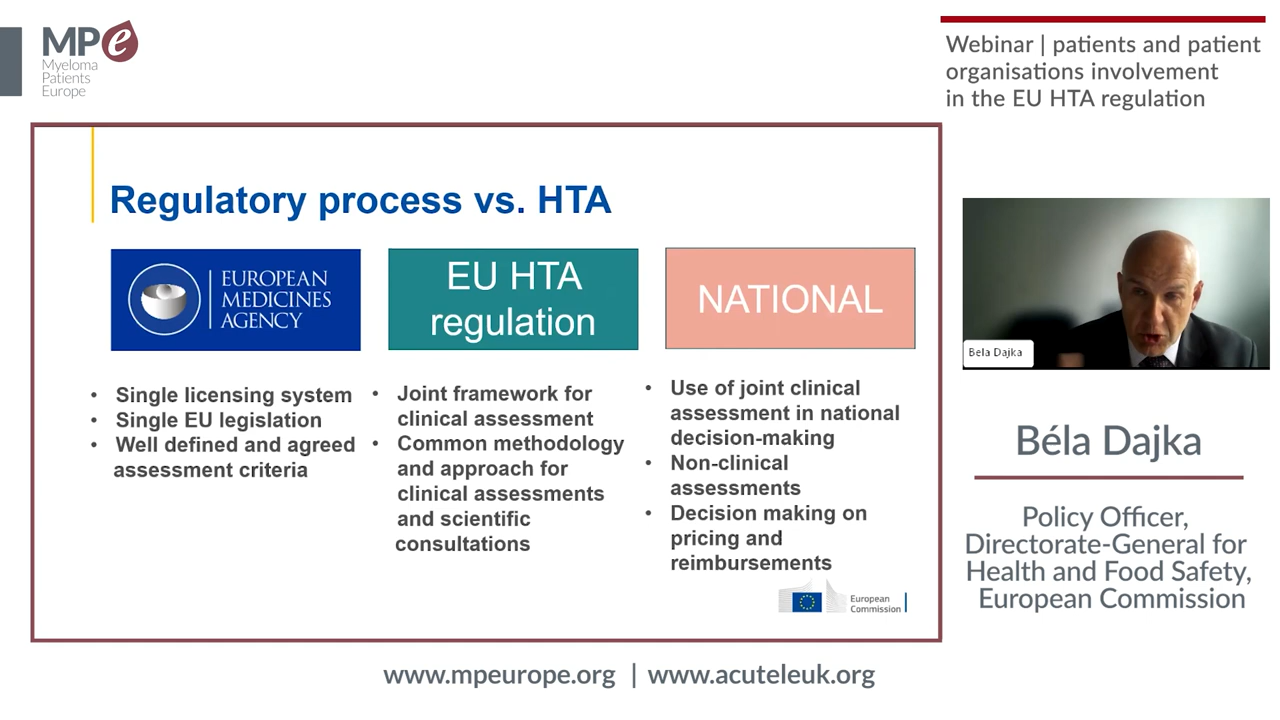 MPe
Myeloma
Patients
Europe
Webinar | patients and patient
organisations involvement
in the EU HTA regulation
Regulatory process vs. HTA
EUROPEAN
MEDICINES
AGENCY
• Single licensing system
• Single EU legislation
• Well defined and agreed
assessment criteria
EU HTA
regulation
• Joint framework for
clinical assessment
• Common methodology
and approach for
clinical assessments
and scientific
consultations
NATIONAL
• Use of joint clinical
assessment in national
decision-making
• Non-clinical
assessments
• Decision making on
pricing and
reimbursements
European
Commission
Bela Dajka
Béla Dajka
Policy Officer,
Directorate-General for
Health and Food Safety,
European Commission
www.mpeurope.org | www.acuteleuk.org